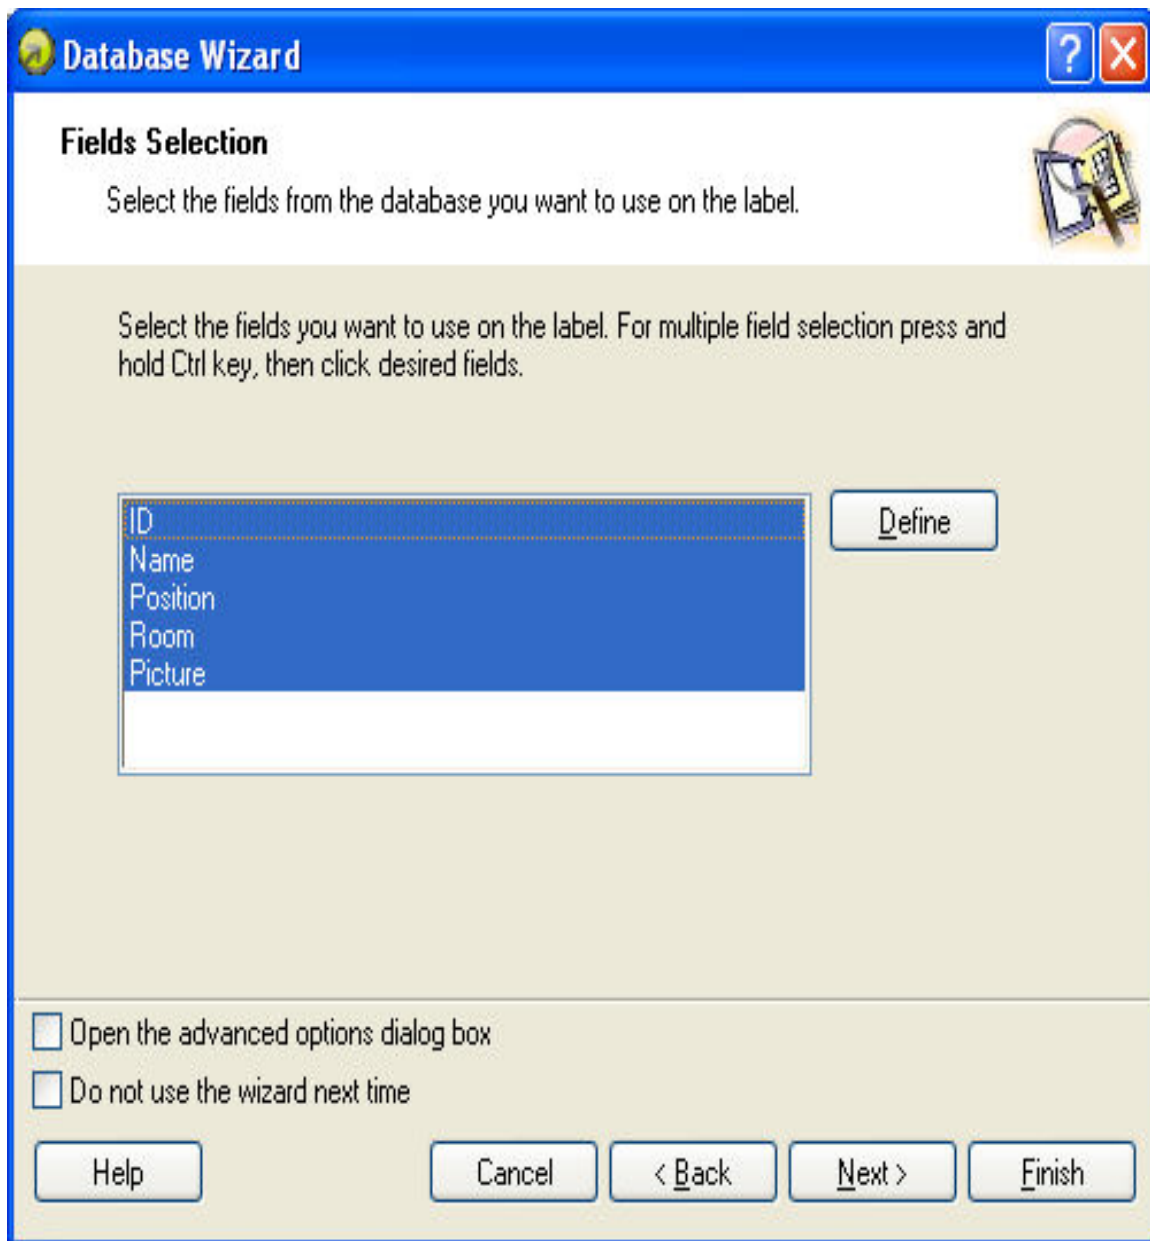 Database Wizard
?
X
Fields Selection
Select the fields from the database you want to use on the label.
Select the fields you want to use on the label. For multiple field selection press and
hold Ctrl key, then click desired fields.
ID
Define
Name
Position
Room
Picture
Open the advanced options dialog box
Do not use the wizard next time
Help
Cancel
< Back
Next >
Finish